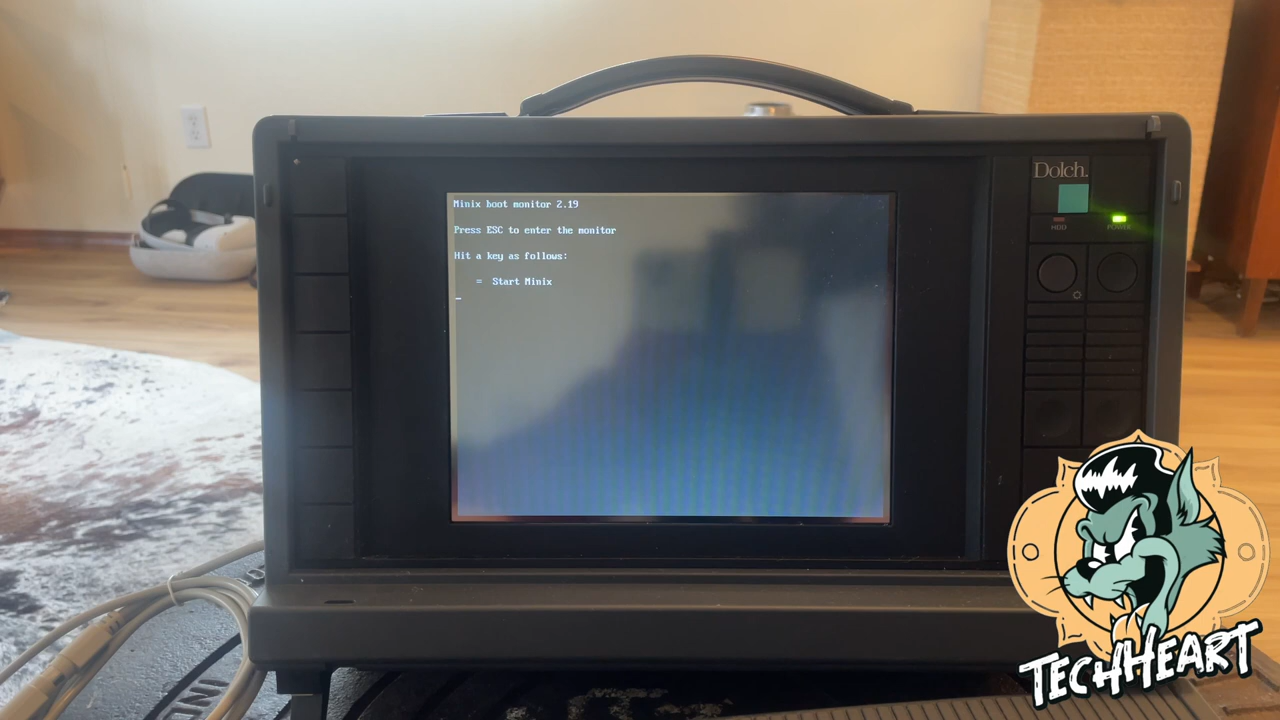 Dolch.
HDD
POWER
Minix boot monitor 2.19
Press ESC to enter the monitor
Hit a key as follows:
= Start Minix
TECHHEART